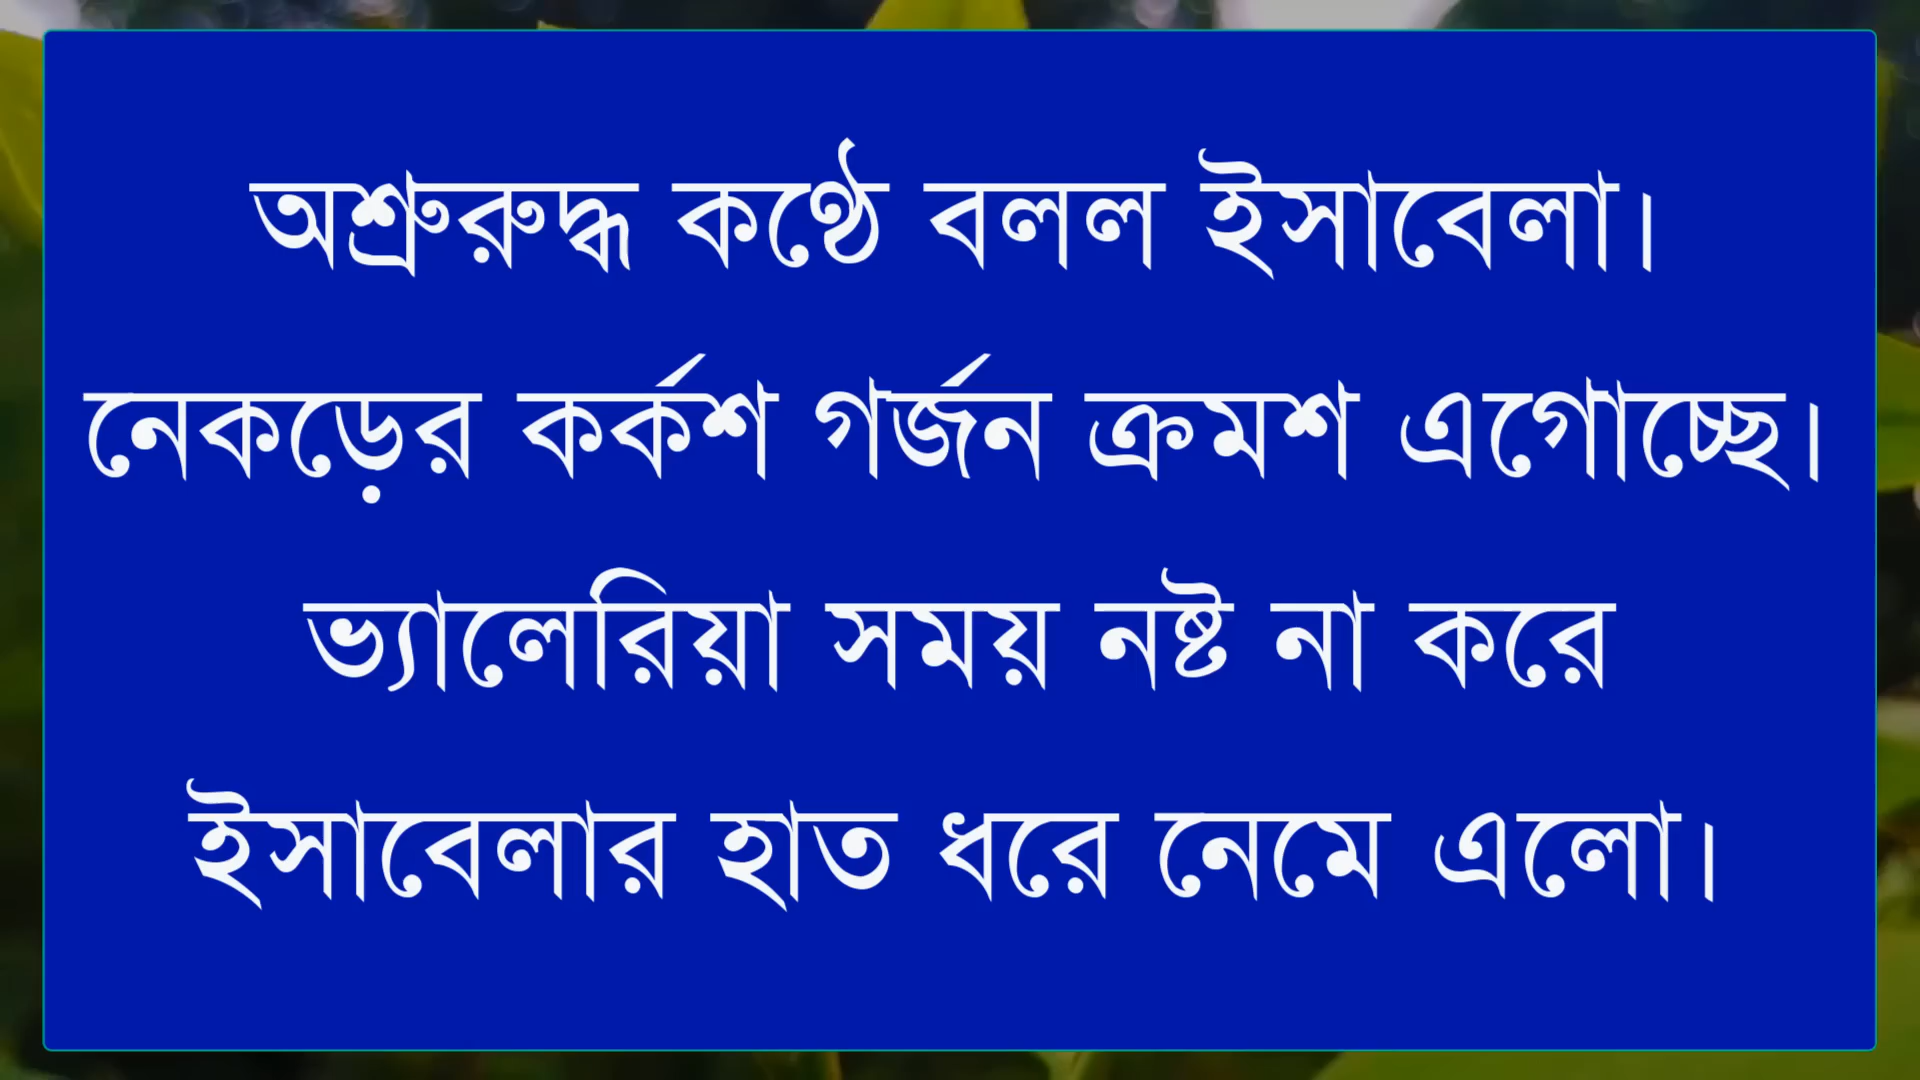 অশ্রুরুদ্ধ কণ্ঠে বলল ইসাবেলা।
নেকড়ের কর্কশ গর্জন ক্রমশ এগোচ্ছে।
ভ্যালেরিয়া সময় নষ্ট না করে
ইসাবেলার হাত ধরে নেমে এলো।